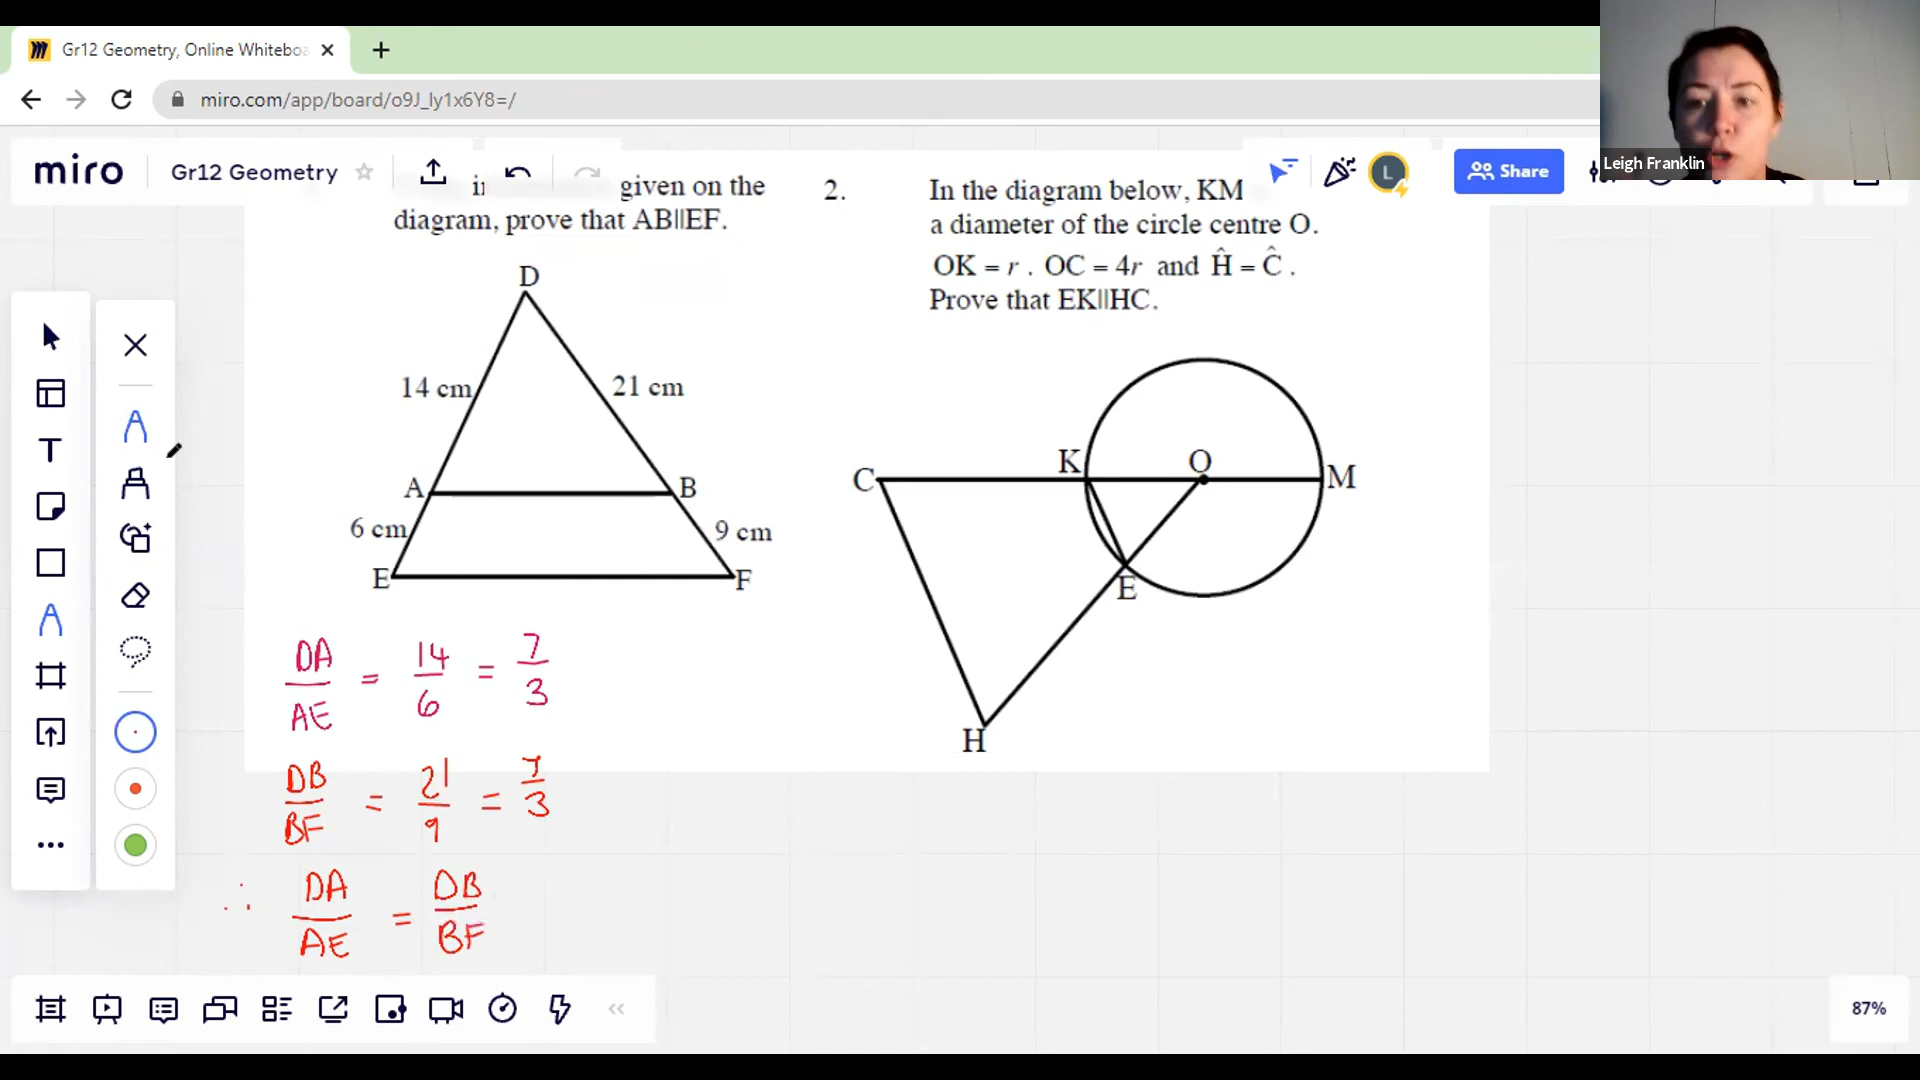 Gr12 Geometry, Online Whiteboa
miro.com/app/board/o9J_ly1x6Y8=/
miro
Gr12 Geometry
L
Share
Leigh Franklin
given on the
diagram, prove that AB||EF.
D
14 cm
21 cm
A
B
6 cm
9 cm
E
F
DA/AE = 14/6 = 7/3
DB/BF = 21/9 = 7/3
∴ DA/AE = DB/BF
2.
In the diagram below, KM
a diameter of the circle centre O.
OK = r . OC = 4r and Ĥ = Ĉ .
Prove that EK||HC.
K
O
C
M
E
H
T
87%